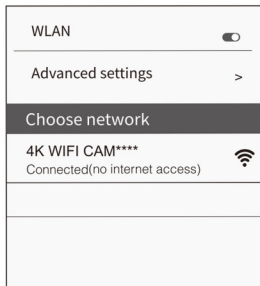 WLAN
Advanced settings >
Choose network
4K WIFI CAM****
Connected(no internet access)